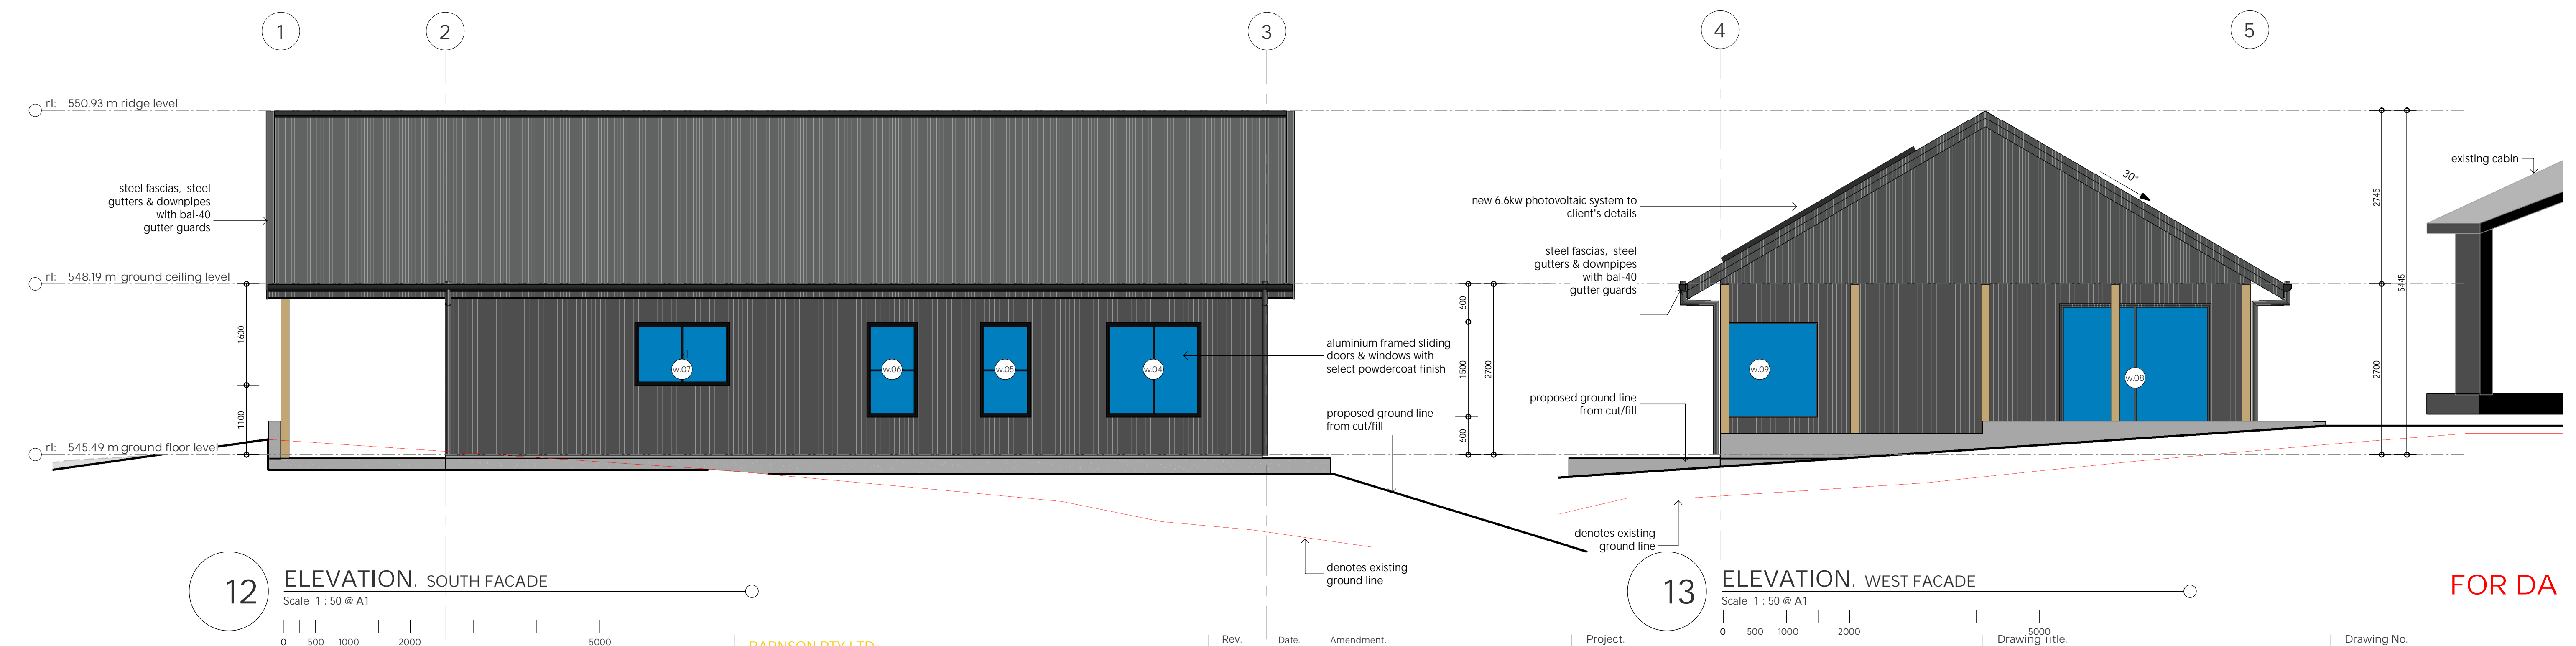 1
2
3
4
5
rl: 550.93 m ridge level
steel fascias, steel
gutters & downpipes
with bal-40
gutter guards
rl: 548.19 m ground ceiling level
1600
1100
rl: 545.49 m ground floor level
w.07
w.06
w.05
w.04
aluminium framed sliding
doors & windows with
select powdercoat finish
proposed ground line
from cut/fill
600
1500
600
2700
denotes existing
ground line
12
ELEVATION. SOUTH FACADE
Scale 1 : 50 @ A1
0 500 1000 2000 5000
new 6.6kw photovoltaic system to
client's details
steel fascias, steel
gutters & downpipes
with bal-40
gutter guards
proposed ground line
from cut/fill
denotes existing
ground line
30°
w.09
w.08
2745
2700
5445
existing cabin
13
ELEVATION. WEST FACADE
Scale 1 : 50 @ A1
0 500 1000 2000 5000
FOR DA
BARNSON PTY LTD
Rev. Date. Amendment.
Project.
Drawing Title.
Drawing No.